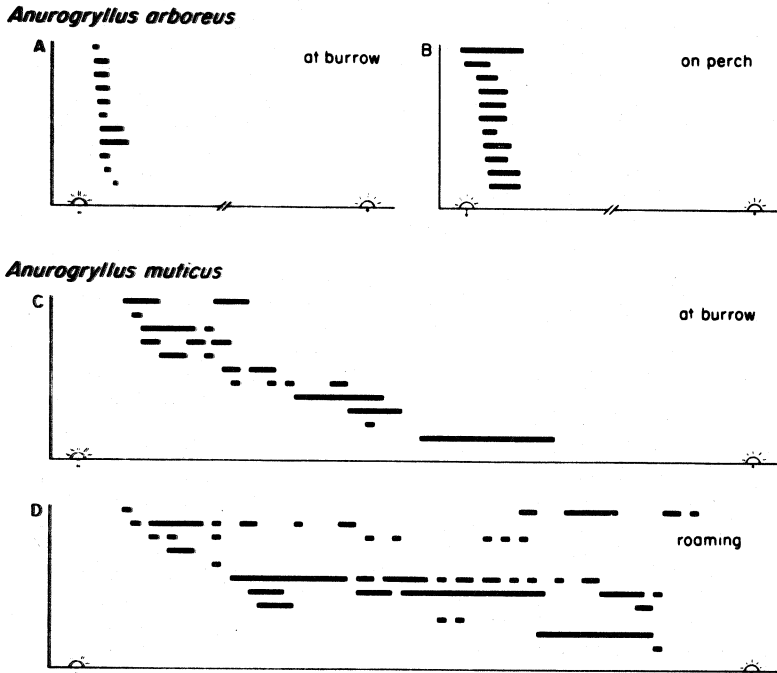 Anurogryllus arboreus
A
at burrow
B
on perch
Anurogryllus muticus
C
at burrow
D
roaming